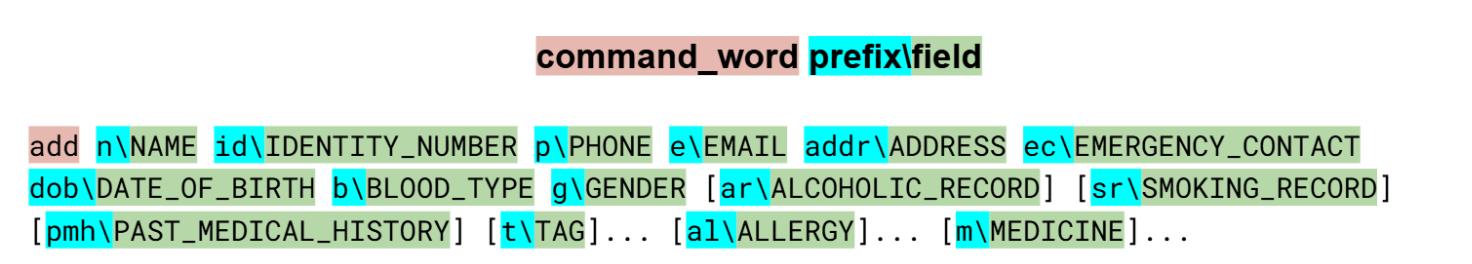 command_word prefix\field
add n\NAME id\IDENTITY_NUMBER p\PHONE e\EMAIL addr\ADDRESS ec\EMERGENCY_CONTACT
dob\DATE_OF_BIRTH b\BLOOD_TYPE g\GENDER [ar\ALCOHOLIC_RECORD] [sr\SMOKING_RECORD]
[pmh\PAST_MEDICAL_HISTORY] [t\TAG]... [al\ALLERGY]... [m\MEDICINE]...